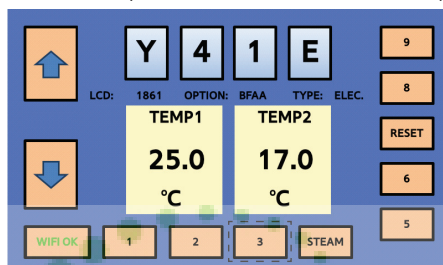 Y 4 1 E
9
LCD: 1861 OPTION: BFAA TYPE: ELEC.
8
TEMP1 TEMP2
RESET
25.0 17.0
°C °C
6
5
WIFI OK 1 2 3 STEAM